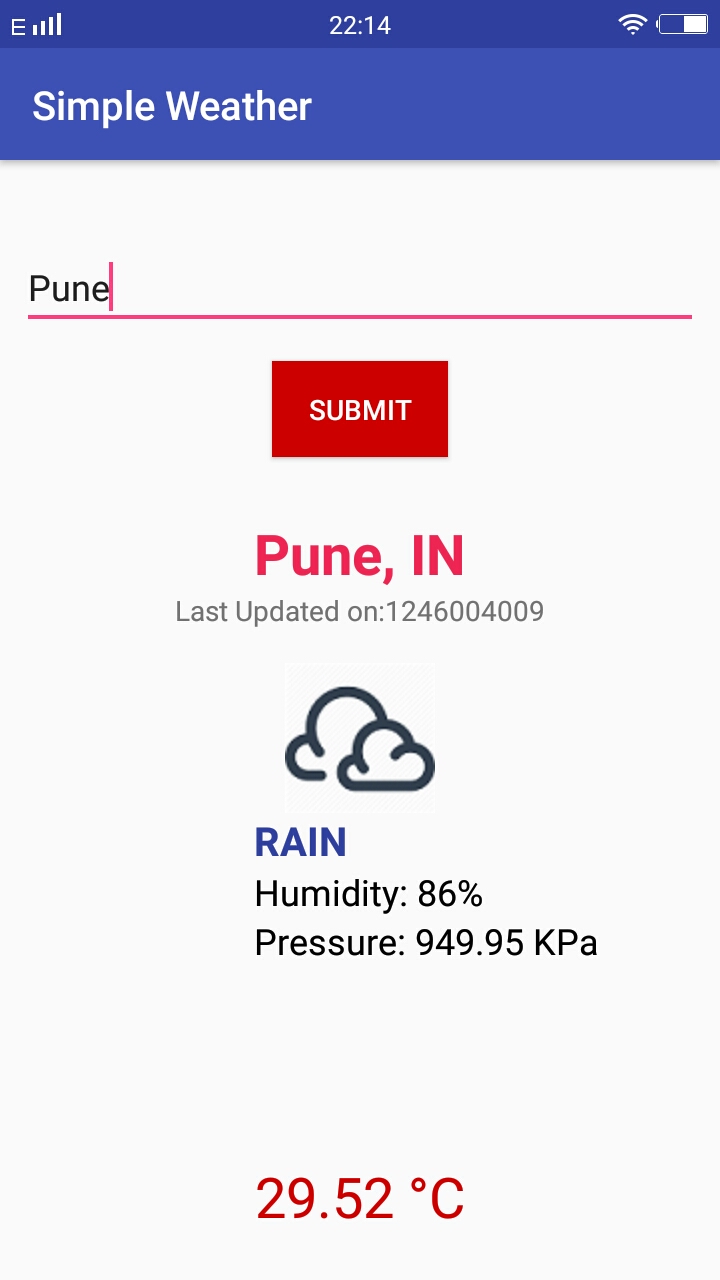 E 22:14
Simple Weather
Pune
SUBMIT
Pune, IN
Last Updated on:1246004009
RAIN
Humidity: 86%
Pressure: 949.95 KPa
29.52 °C